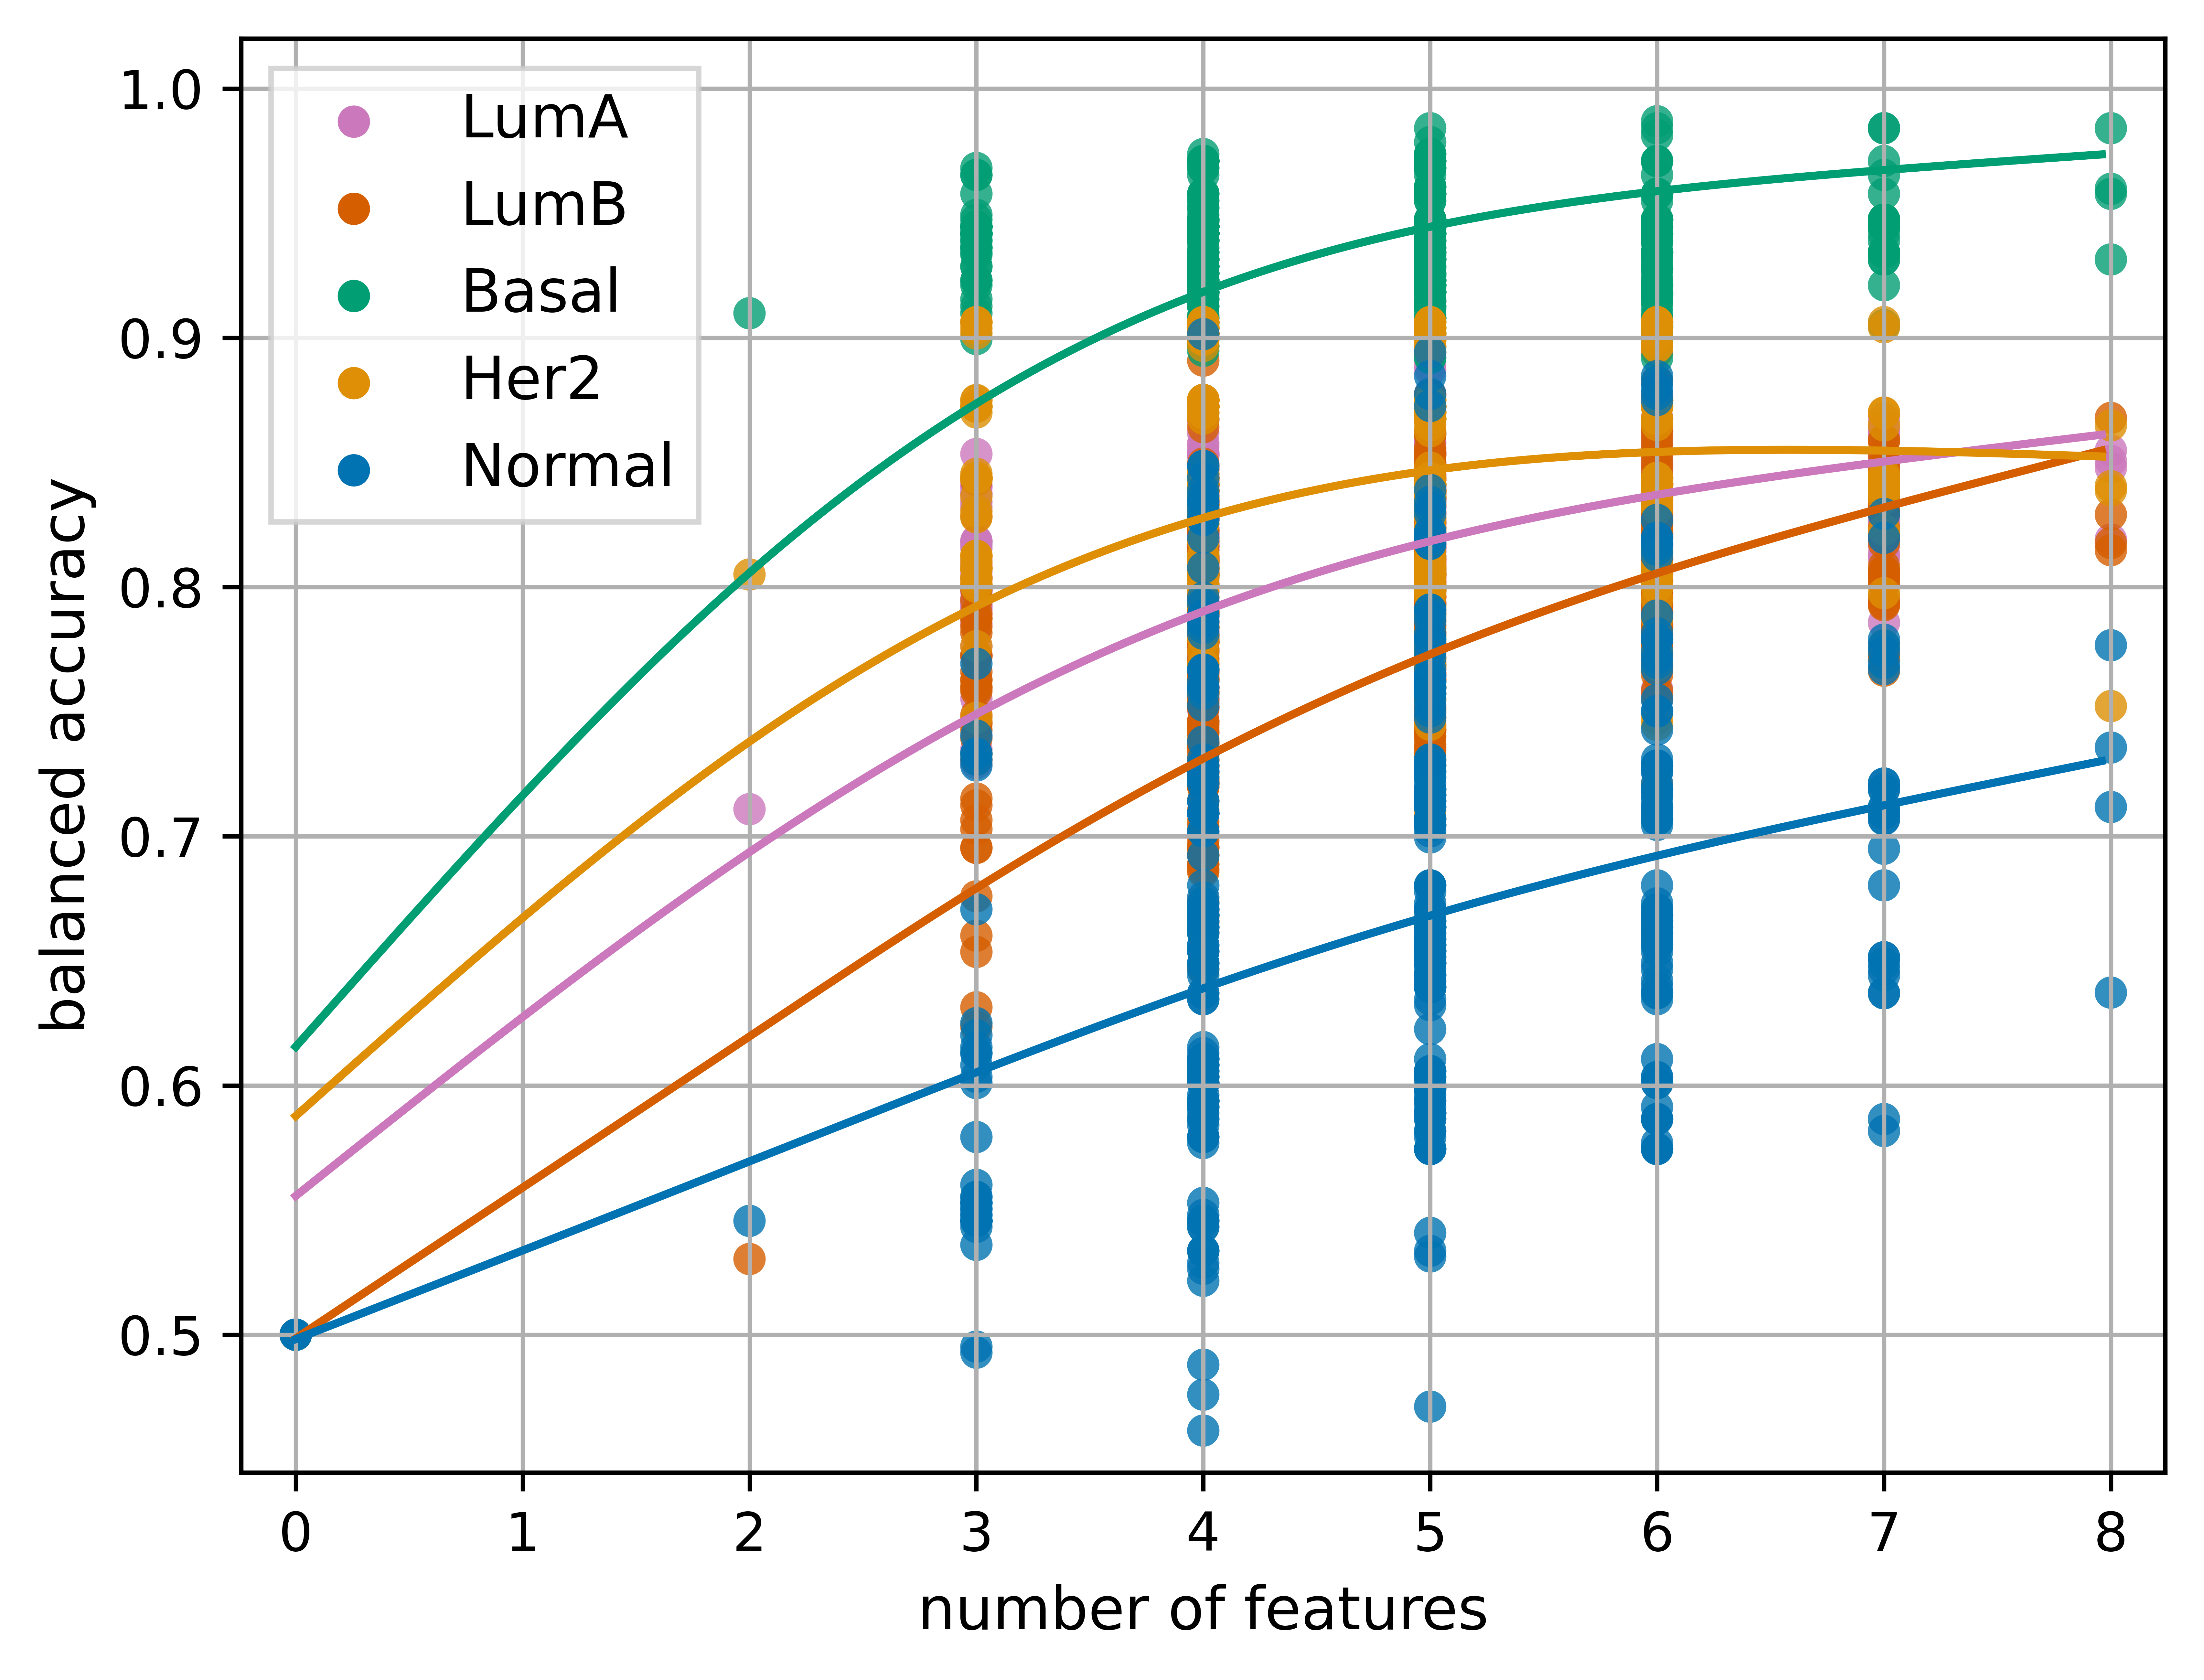 LumA
LumB
Basal
Her2
Normal
1.0
0.9
0.8
0.7
0.6
0.5
balanced accuracy
0 1 2 3 4 5 6 7 8
number of features